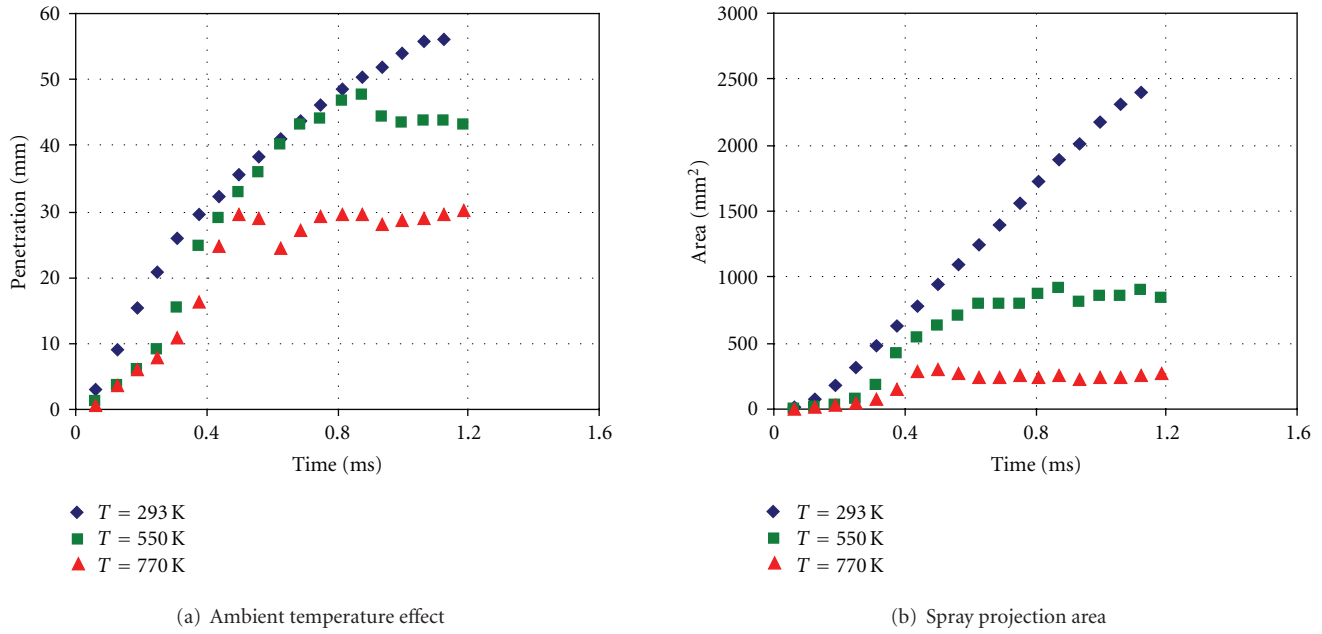 60
50
40
30
20
10
0
Penetration (mm)
0 0.4 0.8 1.2 1.6
Time (ms)
T = 293 K
T = 550 K
T = 770 K
(a) Ambient temperature effect
3000
2500
2000
1500
1000
500
0
Area (mm²)
0 0.4 0.8 1.2 1.6
Time (ms)
T = 293 K
T = 550 K
T = 770 K
(b) Spray projection area